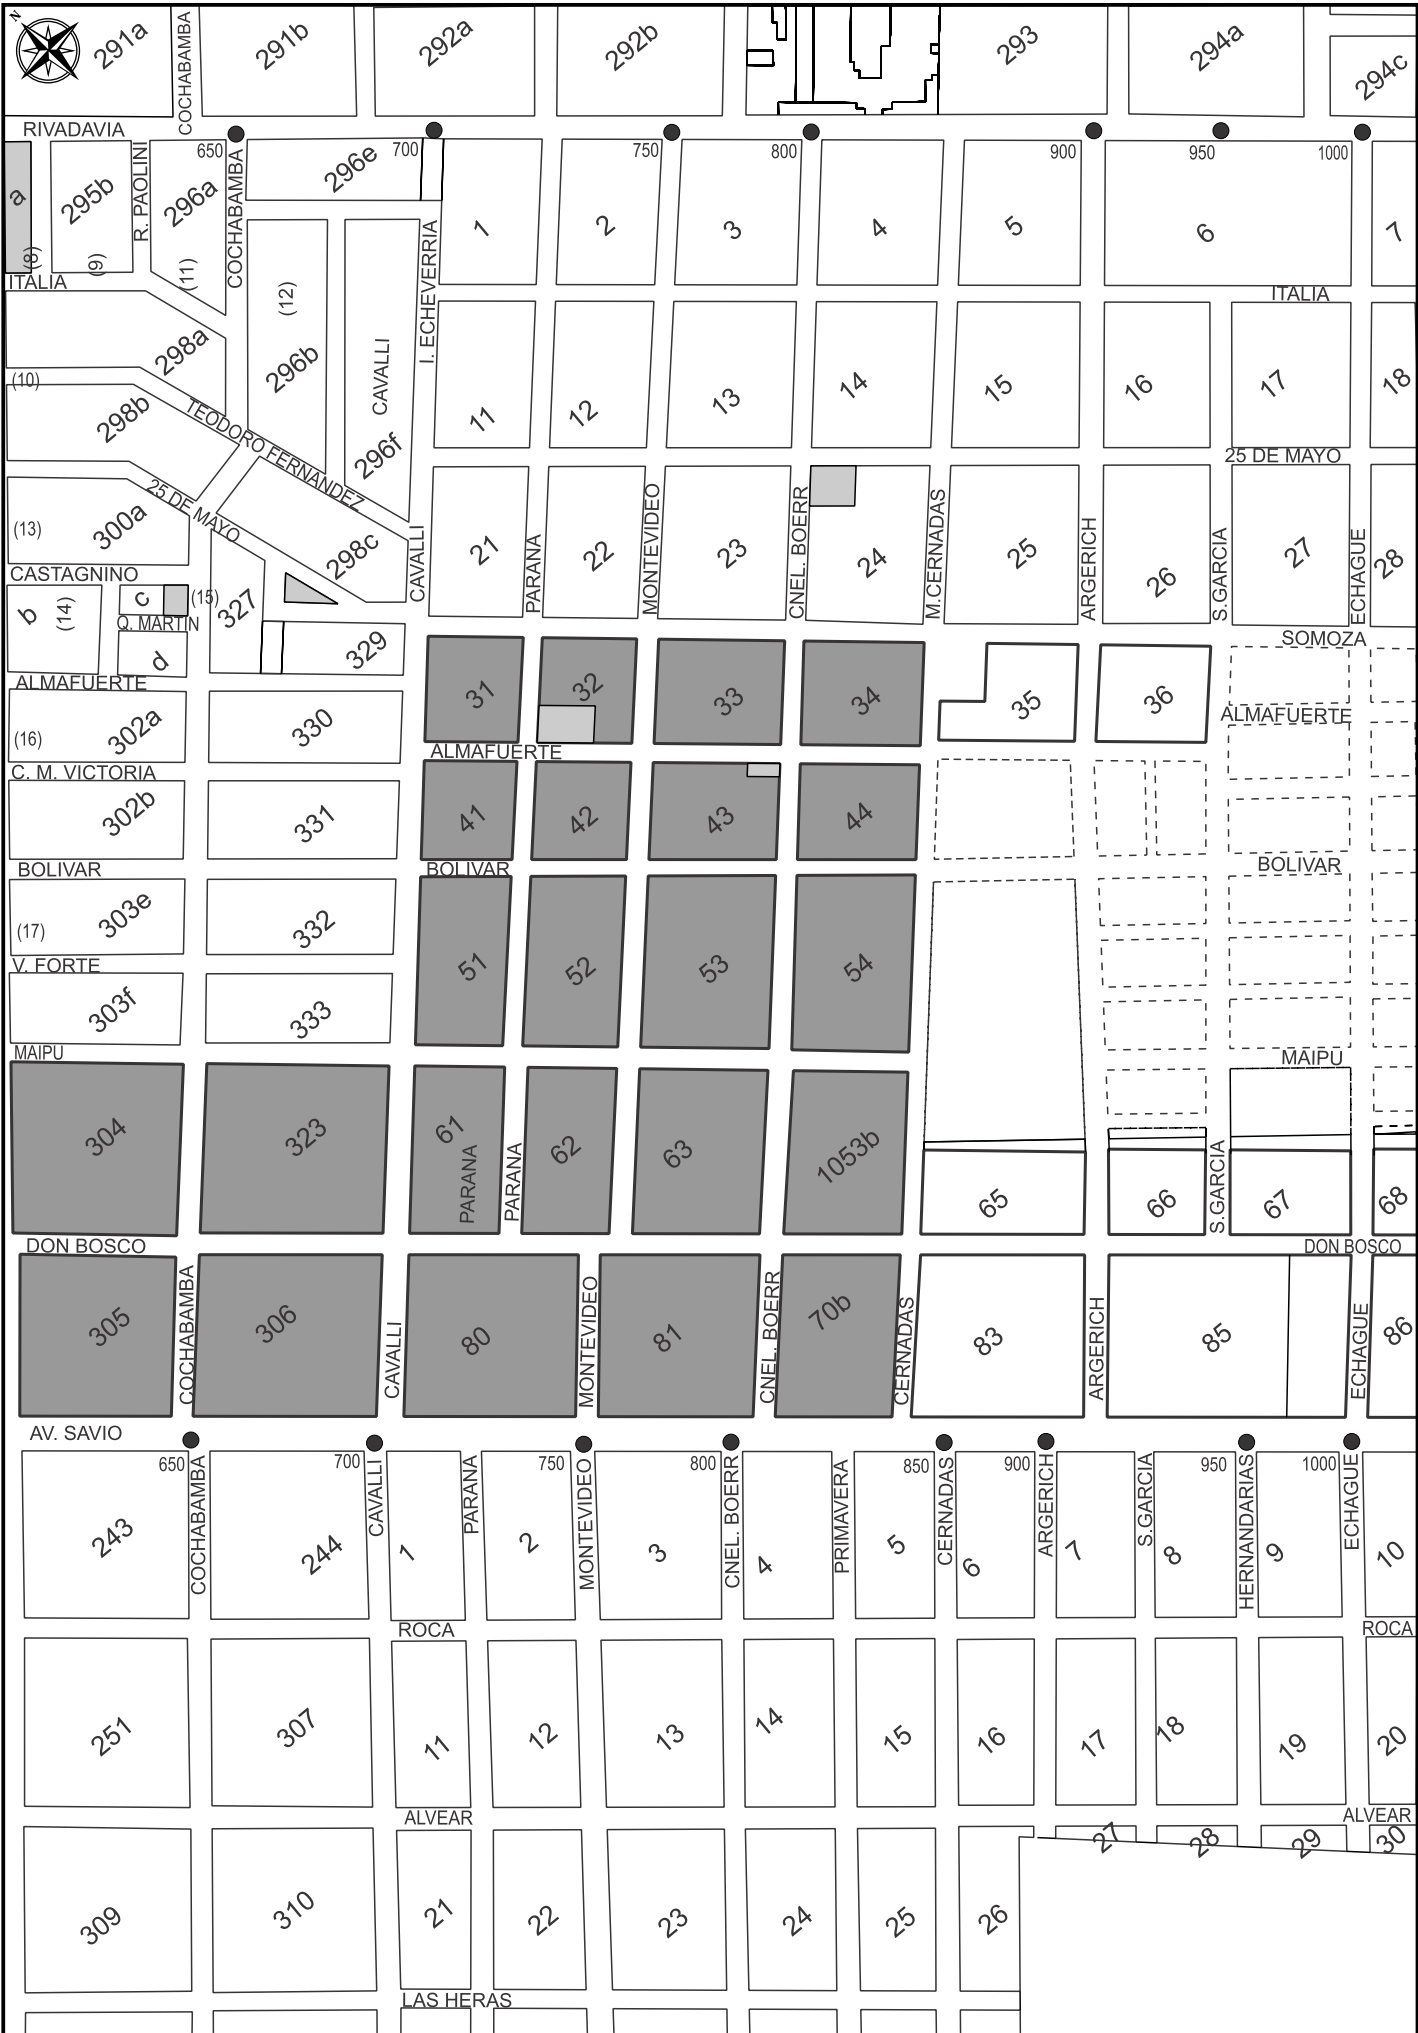 N
291a
COCHABAMBA
291b
292a
292b
293
294a
294c
RIVADAVIA
650
700
750
800
900
950
1000
a
(8)
295b
(9)
R. PAOLINI
296a
(11)
COCHABAMBA
296e
I. ECHEVERRIA
1
2
3
4
5
6
7
ITALIA
ITALIA
298a
(10)
(12)
296b
CAVALLI
296f
11
12
13
14
15
16
17
18
298b
TEODORO FERNANDEZ
25 DE MAYO
25 DE MAYO
(13)
300a
298c
CAVALLI
21
PARANA
22
MONTEVIDEO
23
CNEL. BOERR
24
M.CERNADAS
25
ARGERICH
26
S.GARCIA
27
ECHAGUE
28
CASTAGNINO
b
(14)
c
(15)
Q. MARTIN
d
327
329
SOMOZA
ALMAFUERTE
31
32
33
34
35
36
302a
(16)
330
ALMAFUERTE
ALMAFUERTE
C. M. VICTORIA
302b
331
41
42
43
44
BOLIVAR
BOLIVAR
BOLIVAR
303e
(17)
332
51
52
53
54
V. FORTE
303f
333
MAIPU
MAIPU
304
323
61
PARANA
PARANA
62
63
1053b
65
66
S.GARCIA
67
68
DON BOSCO
DON BOSCO
305
COCHABAMBA
306
CAVALLI
80
MONTEVIDEO
81
CNEL. BOERR
70b
CERNADAS
83
ARGERICH
85
ECHAGUE
86
AV. SAVIO
650
700
750
800
850
900
950
1000
243
COCHABAMBA
244
CAVALLI
1
PARANA
2
MONTEVIDEO
3
CNEL. BOERR
4
PRIMAVERA
5
CERNADAS
6
ARGERICH
7
S.GARCIA
8
HERNANDARIAS
9
ECHAGUE
10
ROCA
ROCA
251
307
11
12
13
14
15
16
17
18
19
20
ALVEAR
ALVEAR
27
28
29
30
309
310
21
22
23
24
25
26
LAS HERAS